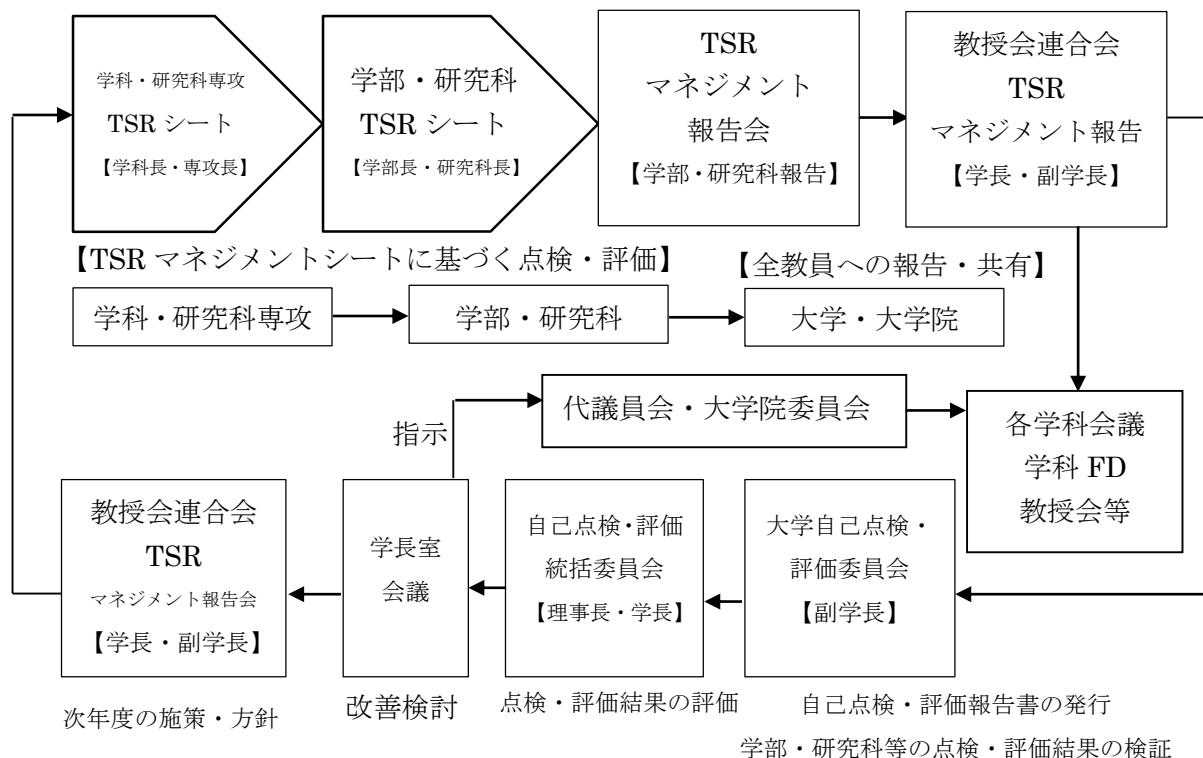 学科・研究科専攻
TSR シート
【学科長・専攻長】
学部・研究科
TSR シート
【学部長・研究科長】
TSR
マネジメント
報告会
【学部・研究科報告】
教授会連合会
TSR
マネジメント報告
【学長・副学長】
【TSR マネジメントシートに基づく点検・評価】
【全教員への報告・共有】
学科・研究科専攻
学部・研究科
大学・大学院
代議員会・大学院委員会
指示
各学科会議
学科 FD
教授会等
教授会連合会
TSR
マネジメント報告会
【学長・副学長】
学長室
会議
自己点検・評価
統括委員会
【理事長・学長】
大学自己点検・
評価委員会
【副学長】
次年度の施策・方針
改善検討
点検・評価結果の評価
自己点検・評価報告書の発行
学部・研究科等の点検・評価結果の検証